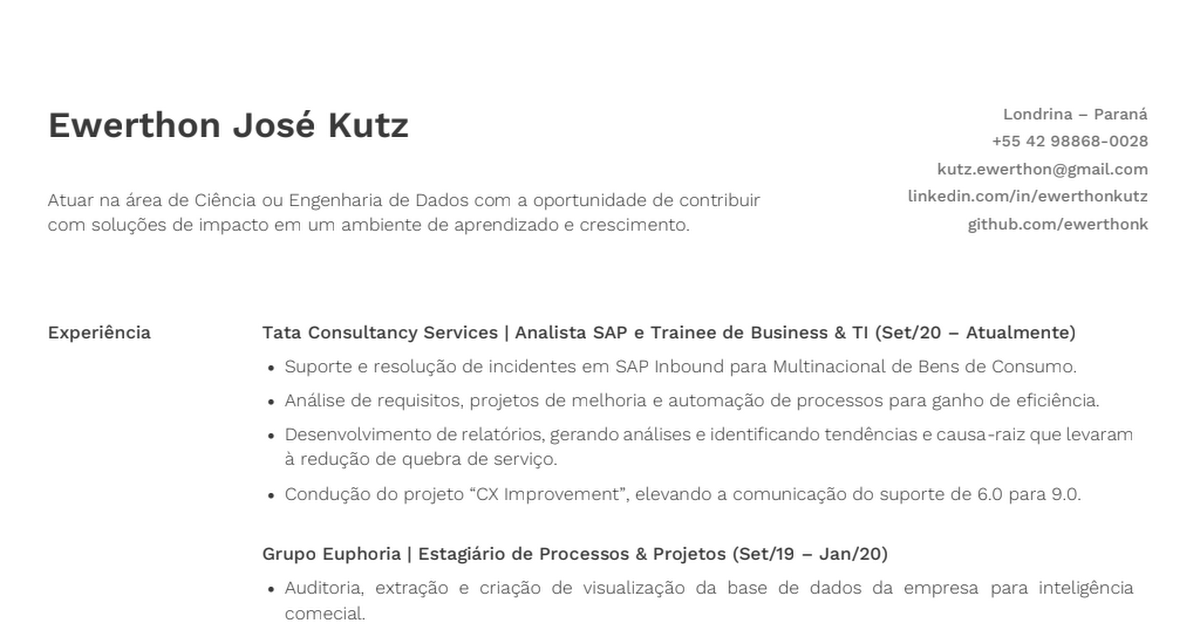 Ewerthon José Kutz
Londrina – Paraná
+55 42 98868-0028
kutz.ewerthon@gmail.com
linkedin.com/in/ewerthonkutz
github.com/ewerthonk
Atuar na área de Ciência ou Engenharia de Dados com a oportunidade de contribuir
com soluções de impacto em um ambiente de aprendizado e crescimento.
Experiência
Tata Consultancy Services | Analista SAP e Trainee de Business & TI (Set/20 – Atualmente)
• Suporte e resolução de incidentes em SAP Inbound para Multinacional de Bens de Consumo.
• Análise de requisitos, projetos de melhoria e automação de processos para ganho de eficiência.
• Desenvolvimento de relatórios, gerando análises e identificando tendências e causa-raiz que levaram
à redução de quebra de serviço.
• Condução do projeto “CX Improvement”, elevando a comunicação do suporte de 6.0 para 9.0.
Grupo Euphoria | Estagiário de Processos & Projetos (Set/19 – Jan/20)
• Auditoria, extração e criação de visualização da base de dados da empresa para inteligência
comecial.